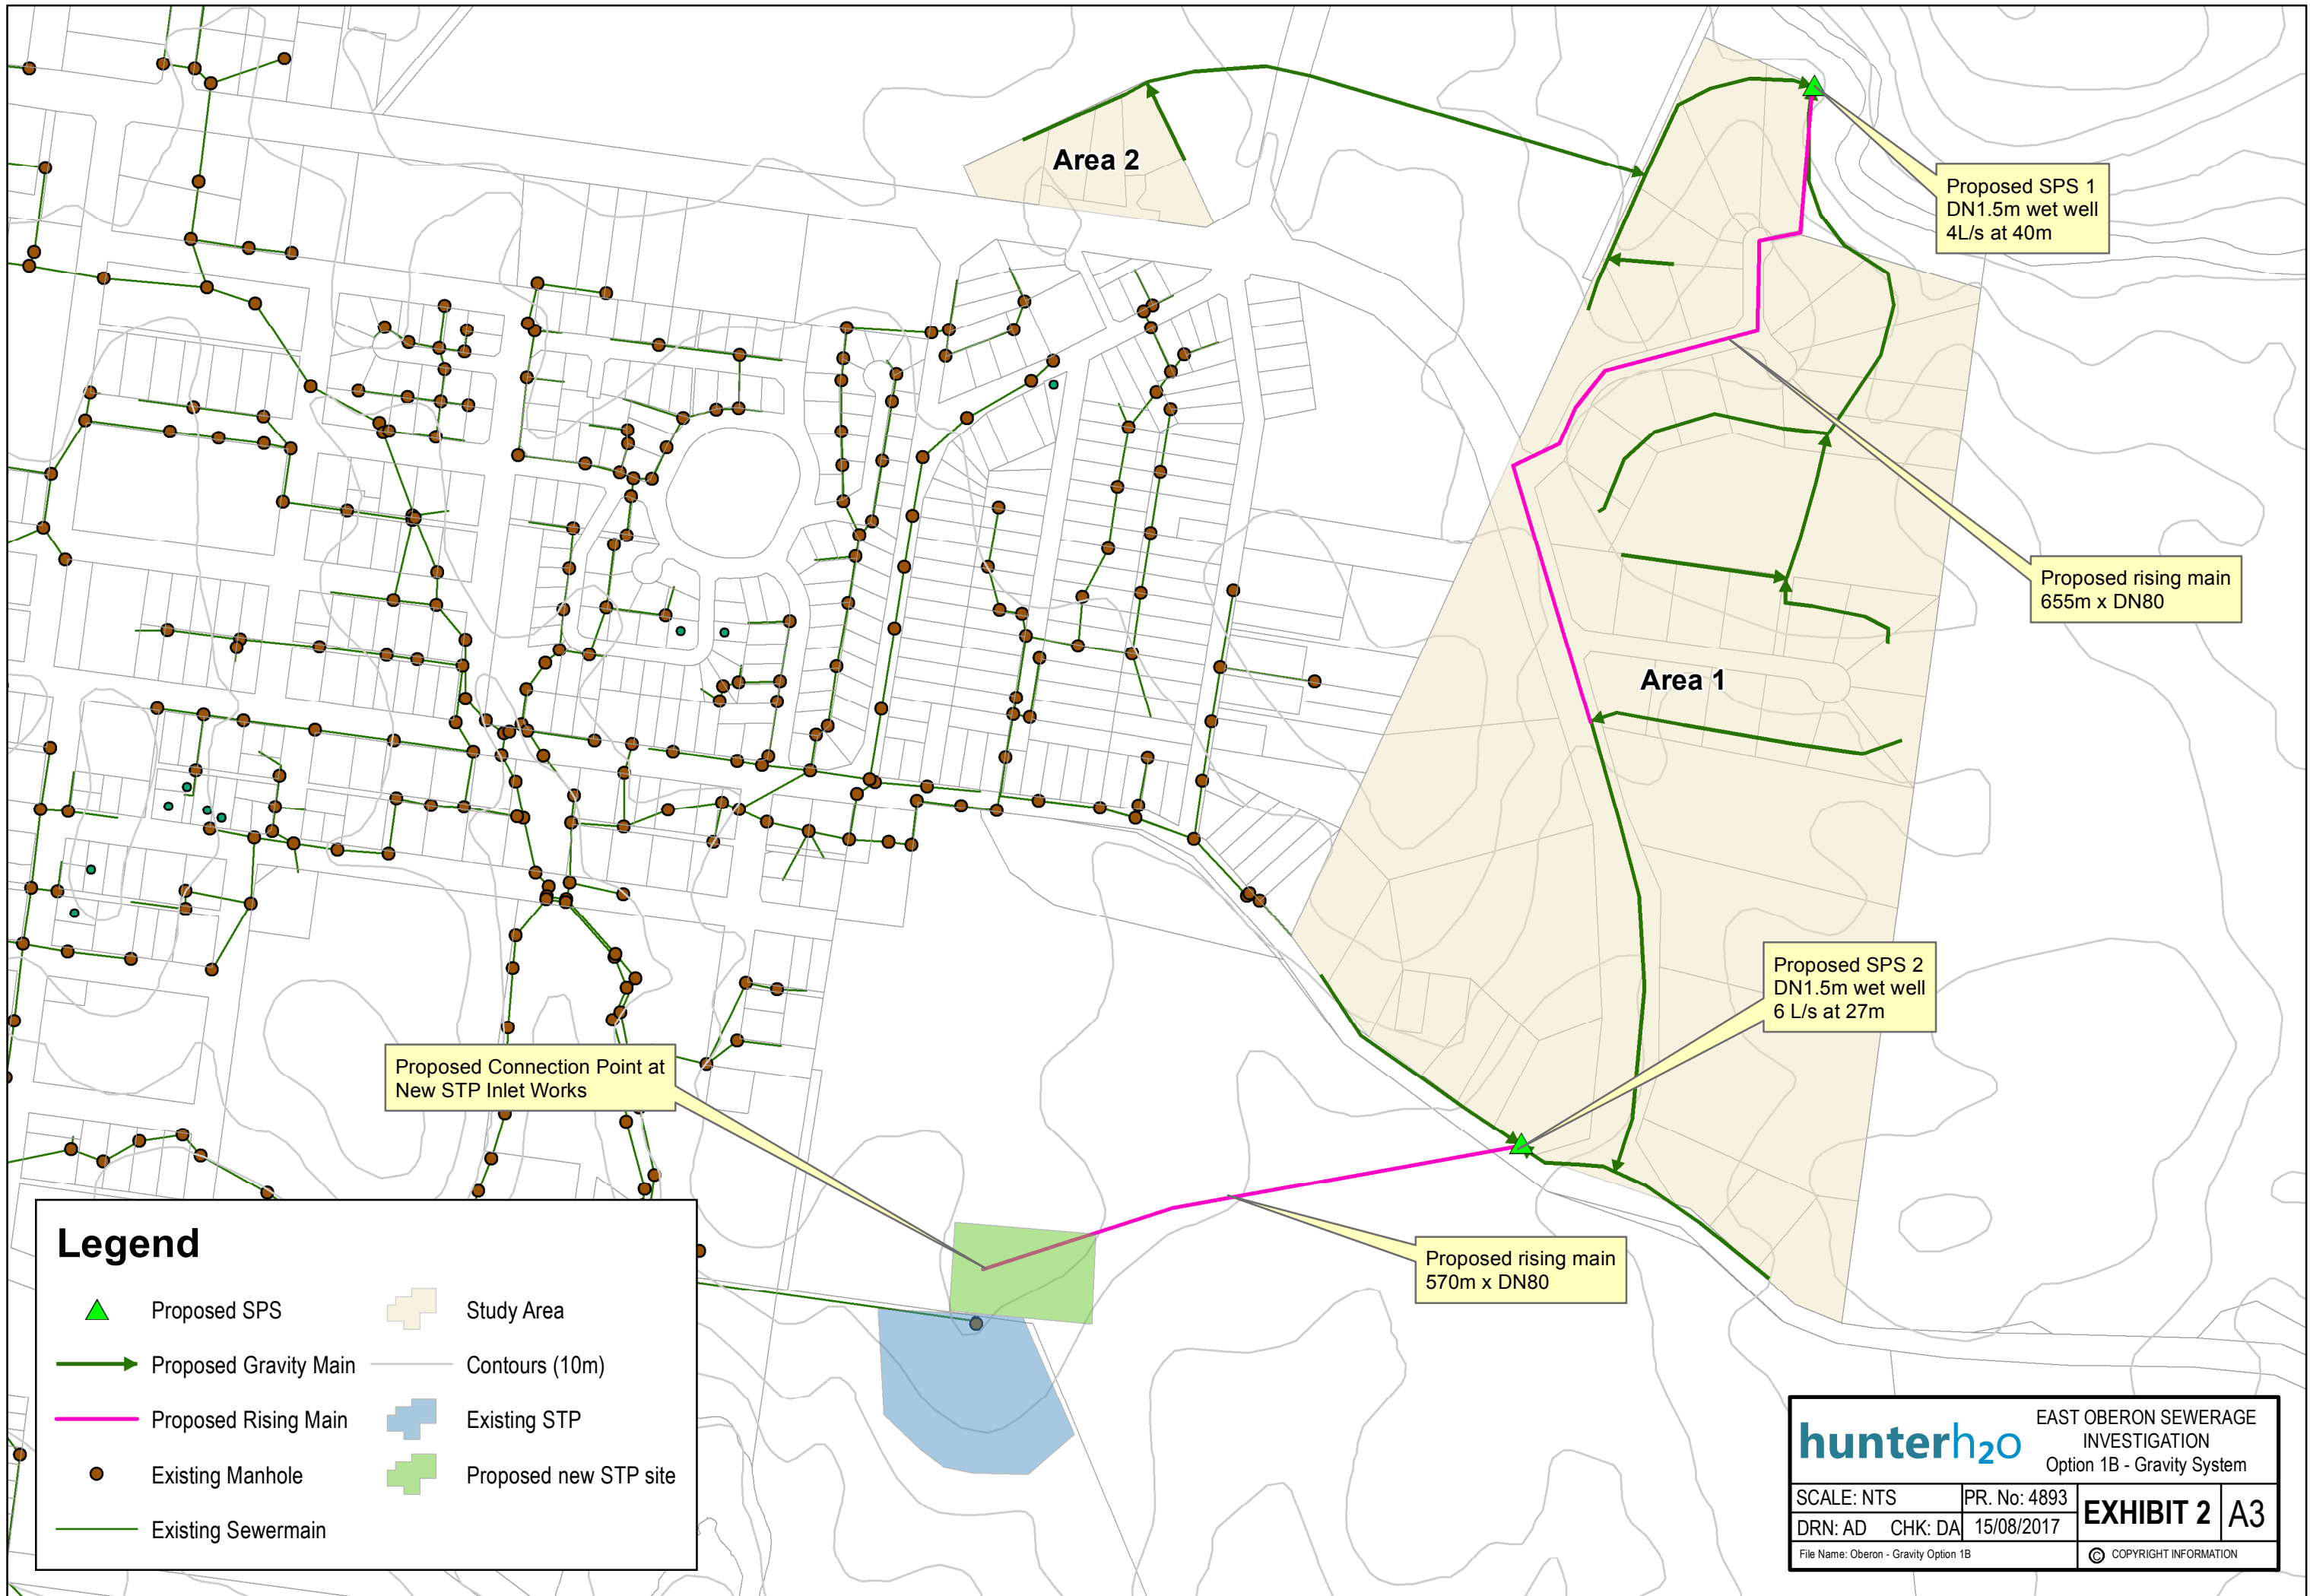 Area 2
Proposed SPS 1
DN1.5m wet well
4L/s at 40m
Proposed rising main
655m x DN80
Area 1
Proposed SPS 2
DN1.5m wet well
6 L/s at 27m
Proposed Connection Point at
New STP Inlet Works
Proposed rising main
570m x DN80
Legend
Proposed SPS
Proposed Gravity Main
Proposed Rising Main
Existing Manhole
Existing Sewermain
Study Area
Contours (10m)
Existing STP
Proposed new STP site
hunterh2o
EAST OBERON SEWERAGE
INVESTIGATION
Option 1B - Gravity System
SCALE: NTS
PR. No: 4893
DRN: AD CHK: DA
15/08/2017
EXHIBIT 2
A3
File Name: Oberon - Gravity Option 1B
© COPYRIGHT INFORMATION